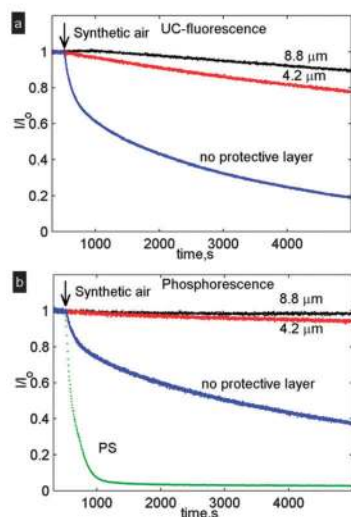 a
UC-fluorescence
Synthetic air
8.8 μm
4.2 μm
no protective layer
I/Io
1
0.8
0.6
0.4
0.2
0
1000 2000 3000 4000
time,s
b
Phosphorescence
Synthetic air
8.8 μm
4.2 μm
no protective layer
PS
I/Io
1
0.8
0.6
0.4
0.2
0
1000 2000 3000 4000
time,s